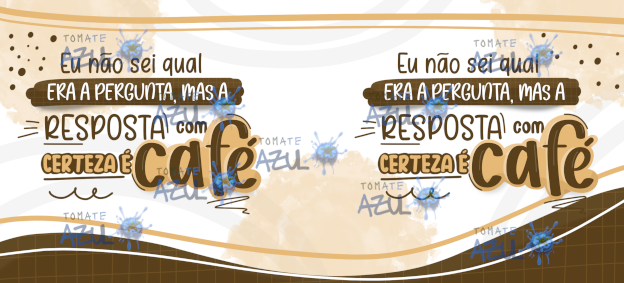 TOMATE
AZUL
Eu não sei qual
ERA A PERGUNTA, MAS A
RESPOSTA com
CERTEZA É
café
TOMATE
AZUL
TOMATE
AZUL
TOMATE
AZUL
Eu não sei qual
ERA A PERGUNTA, MAS A
RESPOSTA com
CERTEZA É
café
TOMATE
AZUL
TOMATE
AZUL